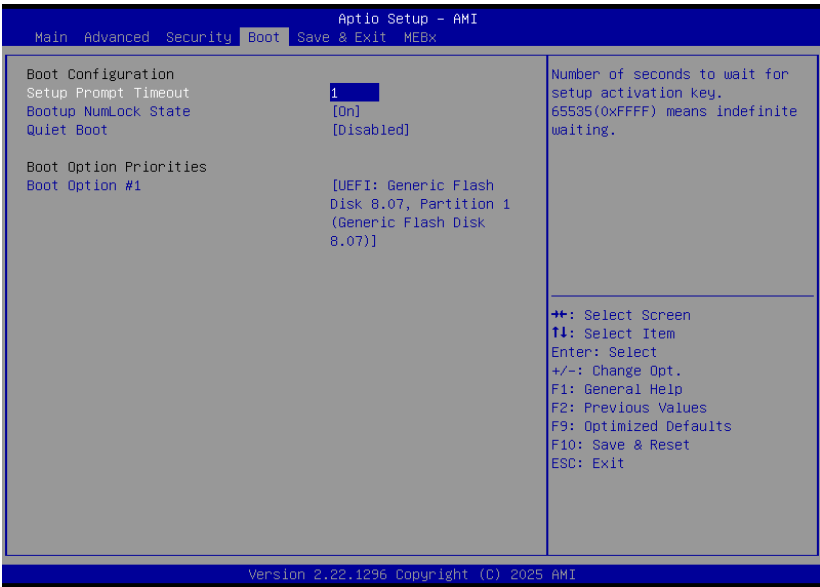 Aptio Setup – AMI
Main Advanced Security Boot Save & Exit MEBx
Boot Configuration
Setup Prompt Timeout 1
Bootup NumLock State [On]
Quiet Boot [Disabled]
Boot Option Priorities
Boot Option #1 [UEFI: Generic Flash
Disk 8.07, Partition 1
(Generic Flash Disk
8.07)]
Number of seconds to wait for
setup activation key.
65535(0xFFFF) means indefinite
waiting.
→←: Select Screen
↑↓: Select Item
Enter: Select
+/-: Change Opt.
F1: General Help
F2: Previous Values
F9: Optimized Defaults
F10: Save & Reset
ESC: Exit
Version 2.22.1296 Copyright (C) 2025 AMI